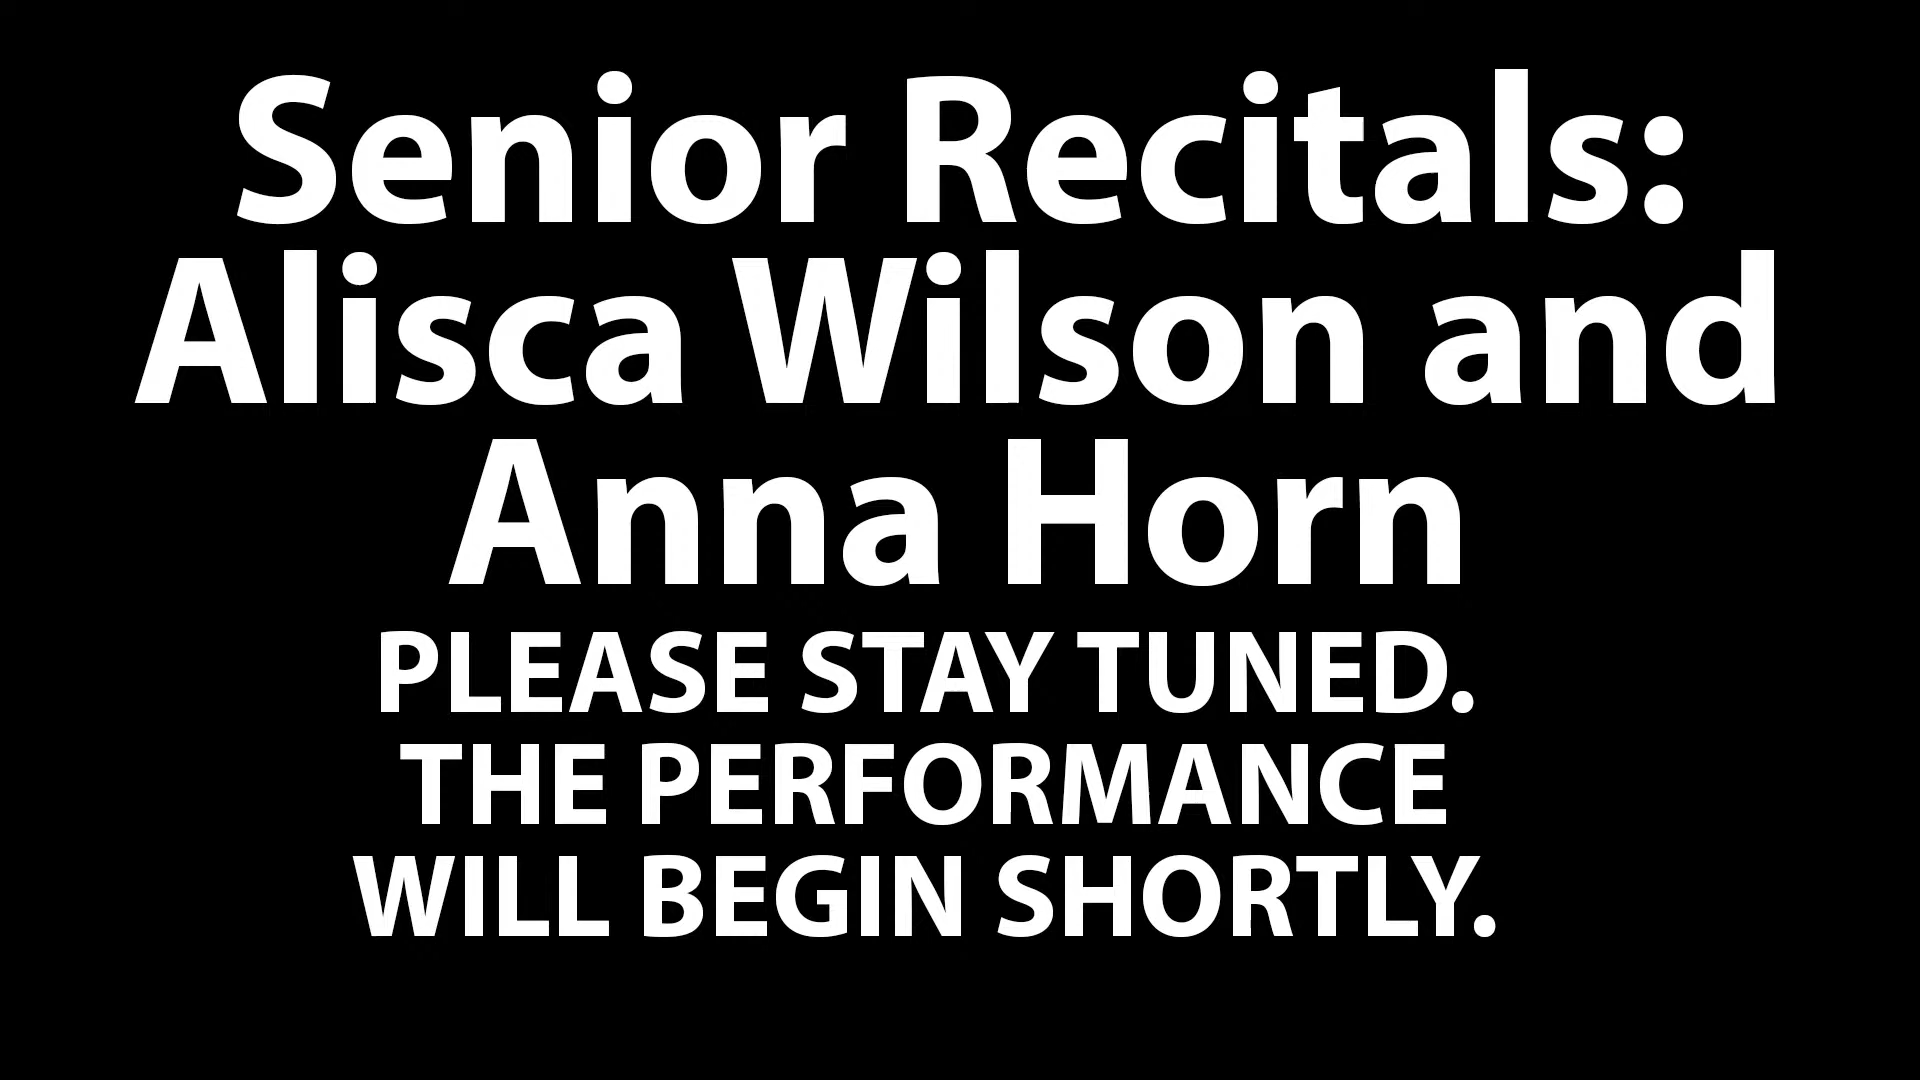 Senior Recitals:
Alisca Wilson and
Anna Horn
PLEASE STAY TUNED.
THE PERFORMANCE
WILL BEGIN SHORTLY.